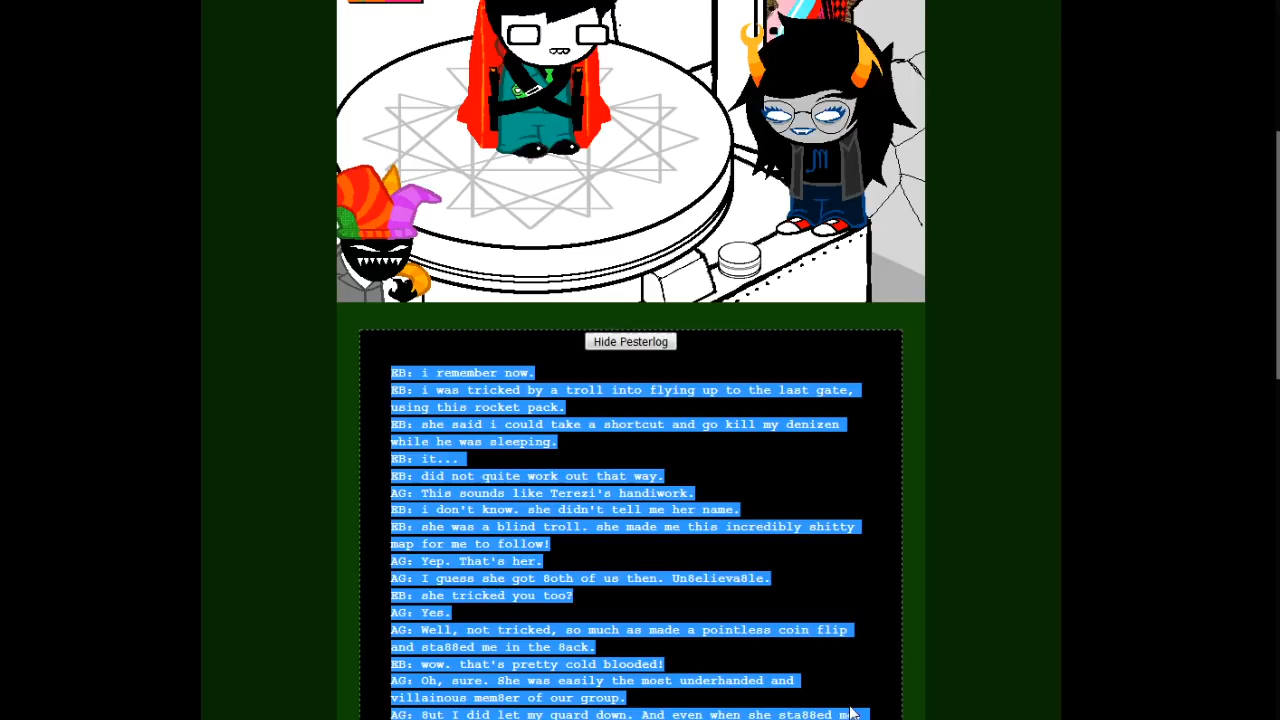 Hide Pesterlog
EB: i remember now.
EB: i was tricked by a troll into flying up to the last gate,
using this rocket pack.
EB: she said i could take a shortcut and go kill my denizen
while he was sleeping.
EB: it...
EB: did not quite work out that way.
AG: This sounds like Terezi's handiwork.
EB: i don't know. she didn't tell me her name.
EB: she was a blind troll. she made me this incredibly shitty
map for me to follow!
AG: Yep. That's her.
AG: I guess she got 8oth of us then. Un8elieva8le.
EB: she tricked you too?
AG: Yes.
AG: Well, not tricked, so much as made a pointless coin flip
and sta88ed me in the 8ack.
EB: wow. that's pretty cold blooded!
AG: Oh, sure. She was easily the most underhanded and
villainous mem8er of our group.
AG: 8ut I did let my guard down. And even when she sta88ed me